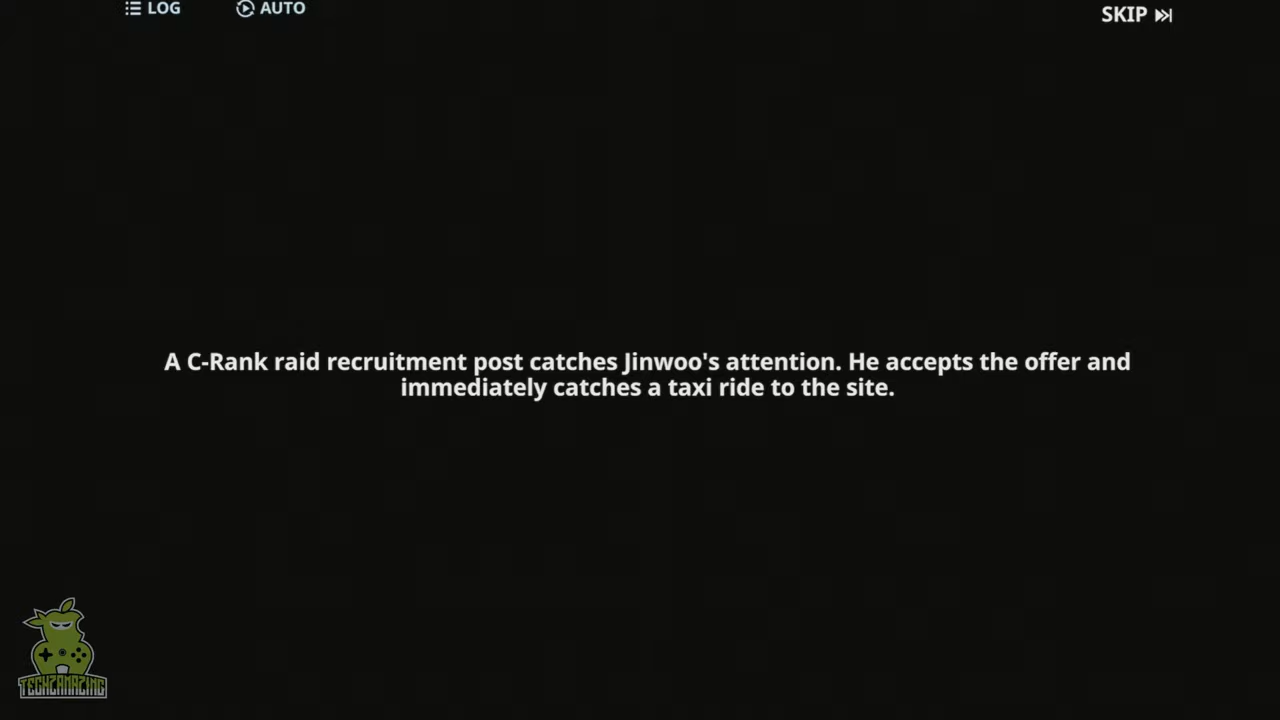 LOG
AUTO
SKIP
A C-Rank raid recruitment post catches Jinwoo's attention. He accepts the offer and
immediately catches a taxi ride to the site.
TECHZAMAZING